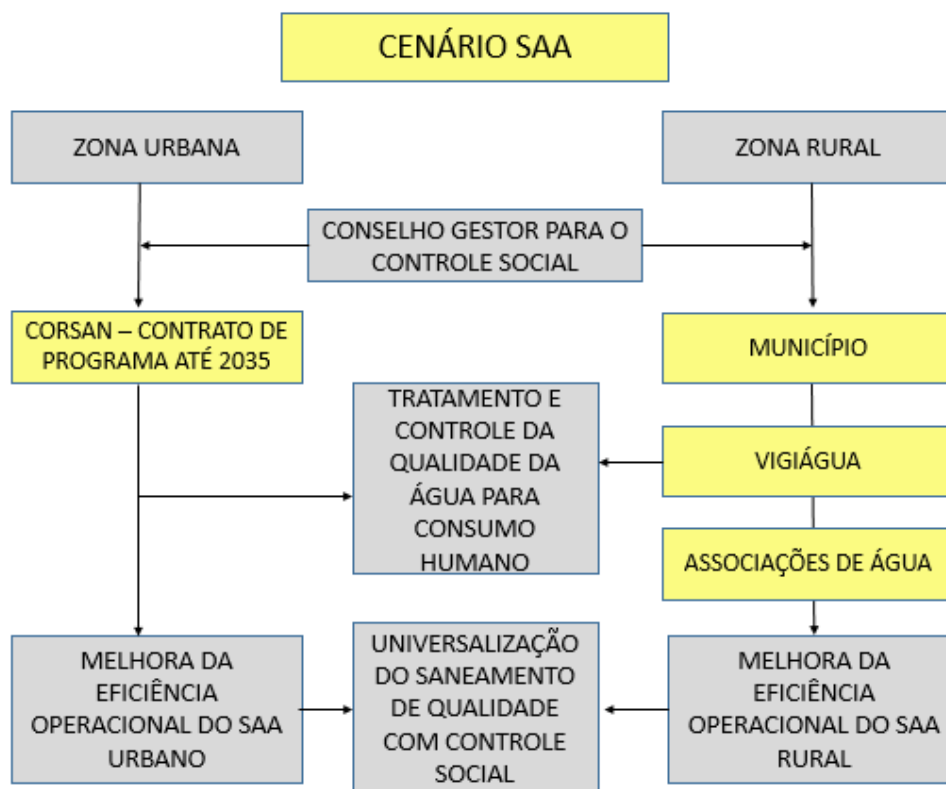 CENÁRIO SAA
ZONA URBANA
ZONA RURAL
CONSELHO GESTOR PARA O
CONTROLE SOCIAL
CORSAN – CONTRATO DE
PROGRAMA ATÉ 2035
MUNICÍPIO
TRATAMENTO E
CONTROLE DA
QUALIDADE DA
ÁGUA PARA
CONSUMO
HUMANO
VIGIÁGUA
ASSOCIAÇÕES DE ÁGUA
MELHORA DA
EFICIÊNCIA
OPERACIONAL DO SAA
URBANO
UNIVERSALIZAÇÃO
DO SANEAMENTO
DE QUALIDADE
COM CONTROLE
SOCIAL
MELHORA DA
EFICIÊNCIA
OPERACIONAL DO SAA
RURAL